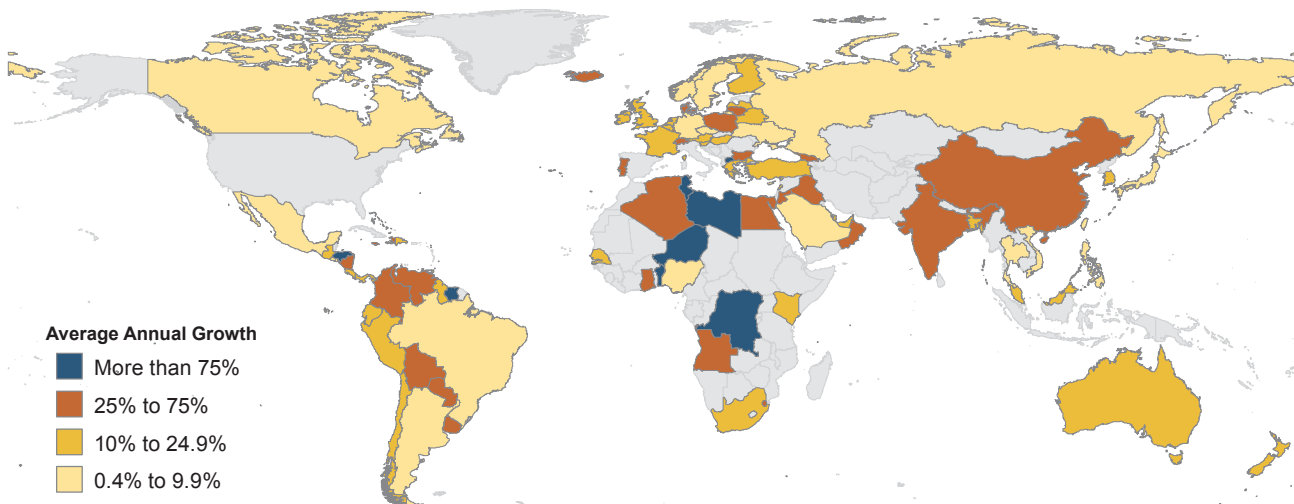 Average Annual Growth
More than 75%
25% to 75%
10% to 24.9%
0.4% to 9.9%